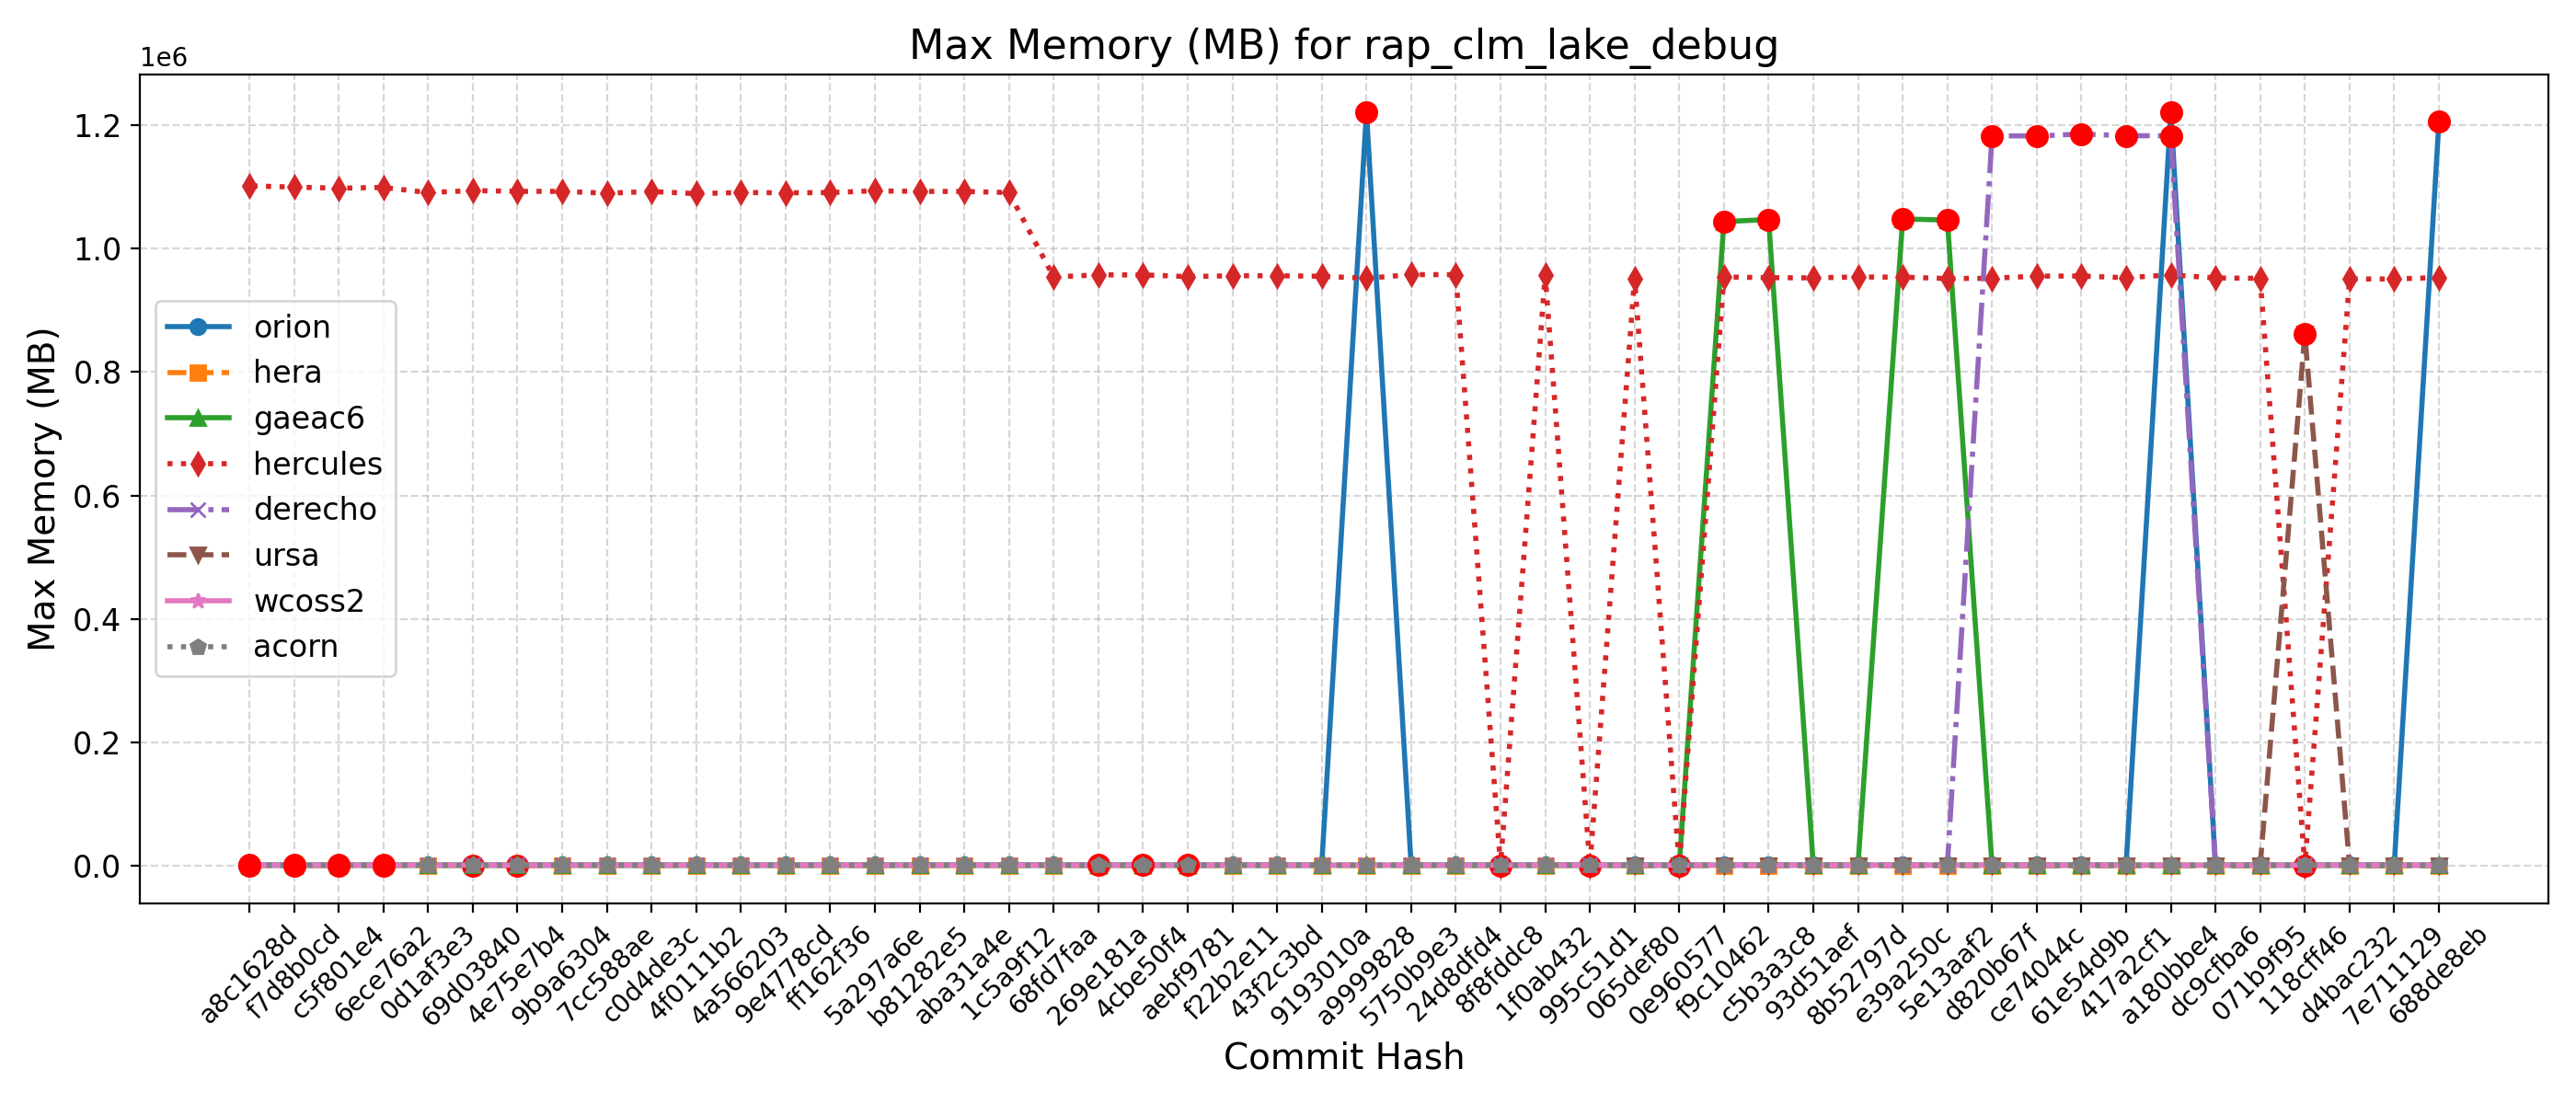 Max Memory (MB) for rap_clm_lake_debug
1e6
1.2
1.0
0.8
0.6
0.4
0.2
0.0
Max Memory (MB)
orion
hera
gaeac6
hercules
derecho
ursa
wcoss2
acorn
a8c1628d
f7d8b0cd
c5f801e4
6ece76a2
0d1af3e3
69d03840
4e75e7b4
9b9a6304
7cc588ae
c0d4de3c
4f0111b2
4a566203
9e4778cd
ff162f36
5a297a6e
b81282e5
aba31a4e
1c5a9f12
68fd7faa
269e181a
4cbe50f4
aebf9781
f22b2e11
43f2c3bd
9193010a
a9999828
5750b9e3
24d8dfd4
8f8fddc8
1f0ab432
995c51d1
065def80
0e960577
f9c10462
c5b3a3c8
93d51aef
8b52797d
e39a250c
5e13aaf2
d820b67f
ce74044c
61e54d9b
417a2cf1
a180bbe4
dc9cfba6
071b9f95
118cff46
d4bac232
7e711129
688de8eb
Commit Hash